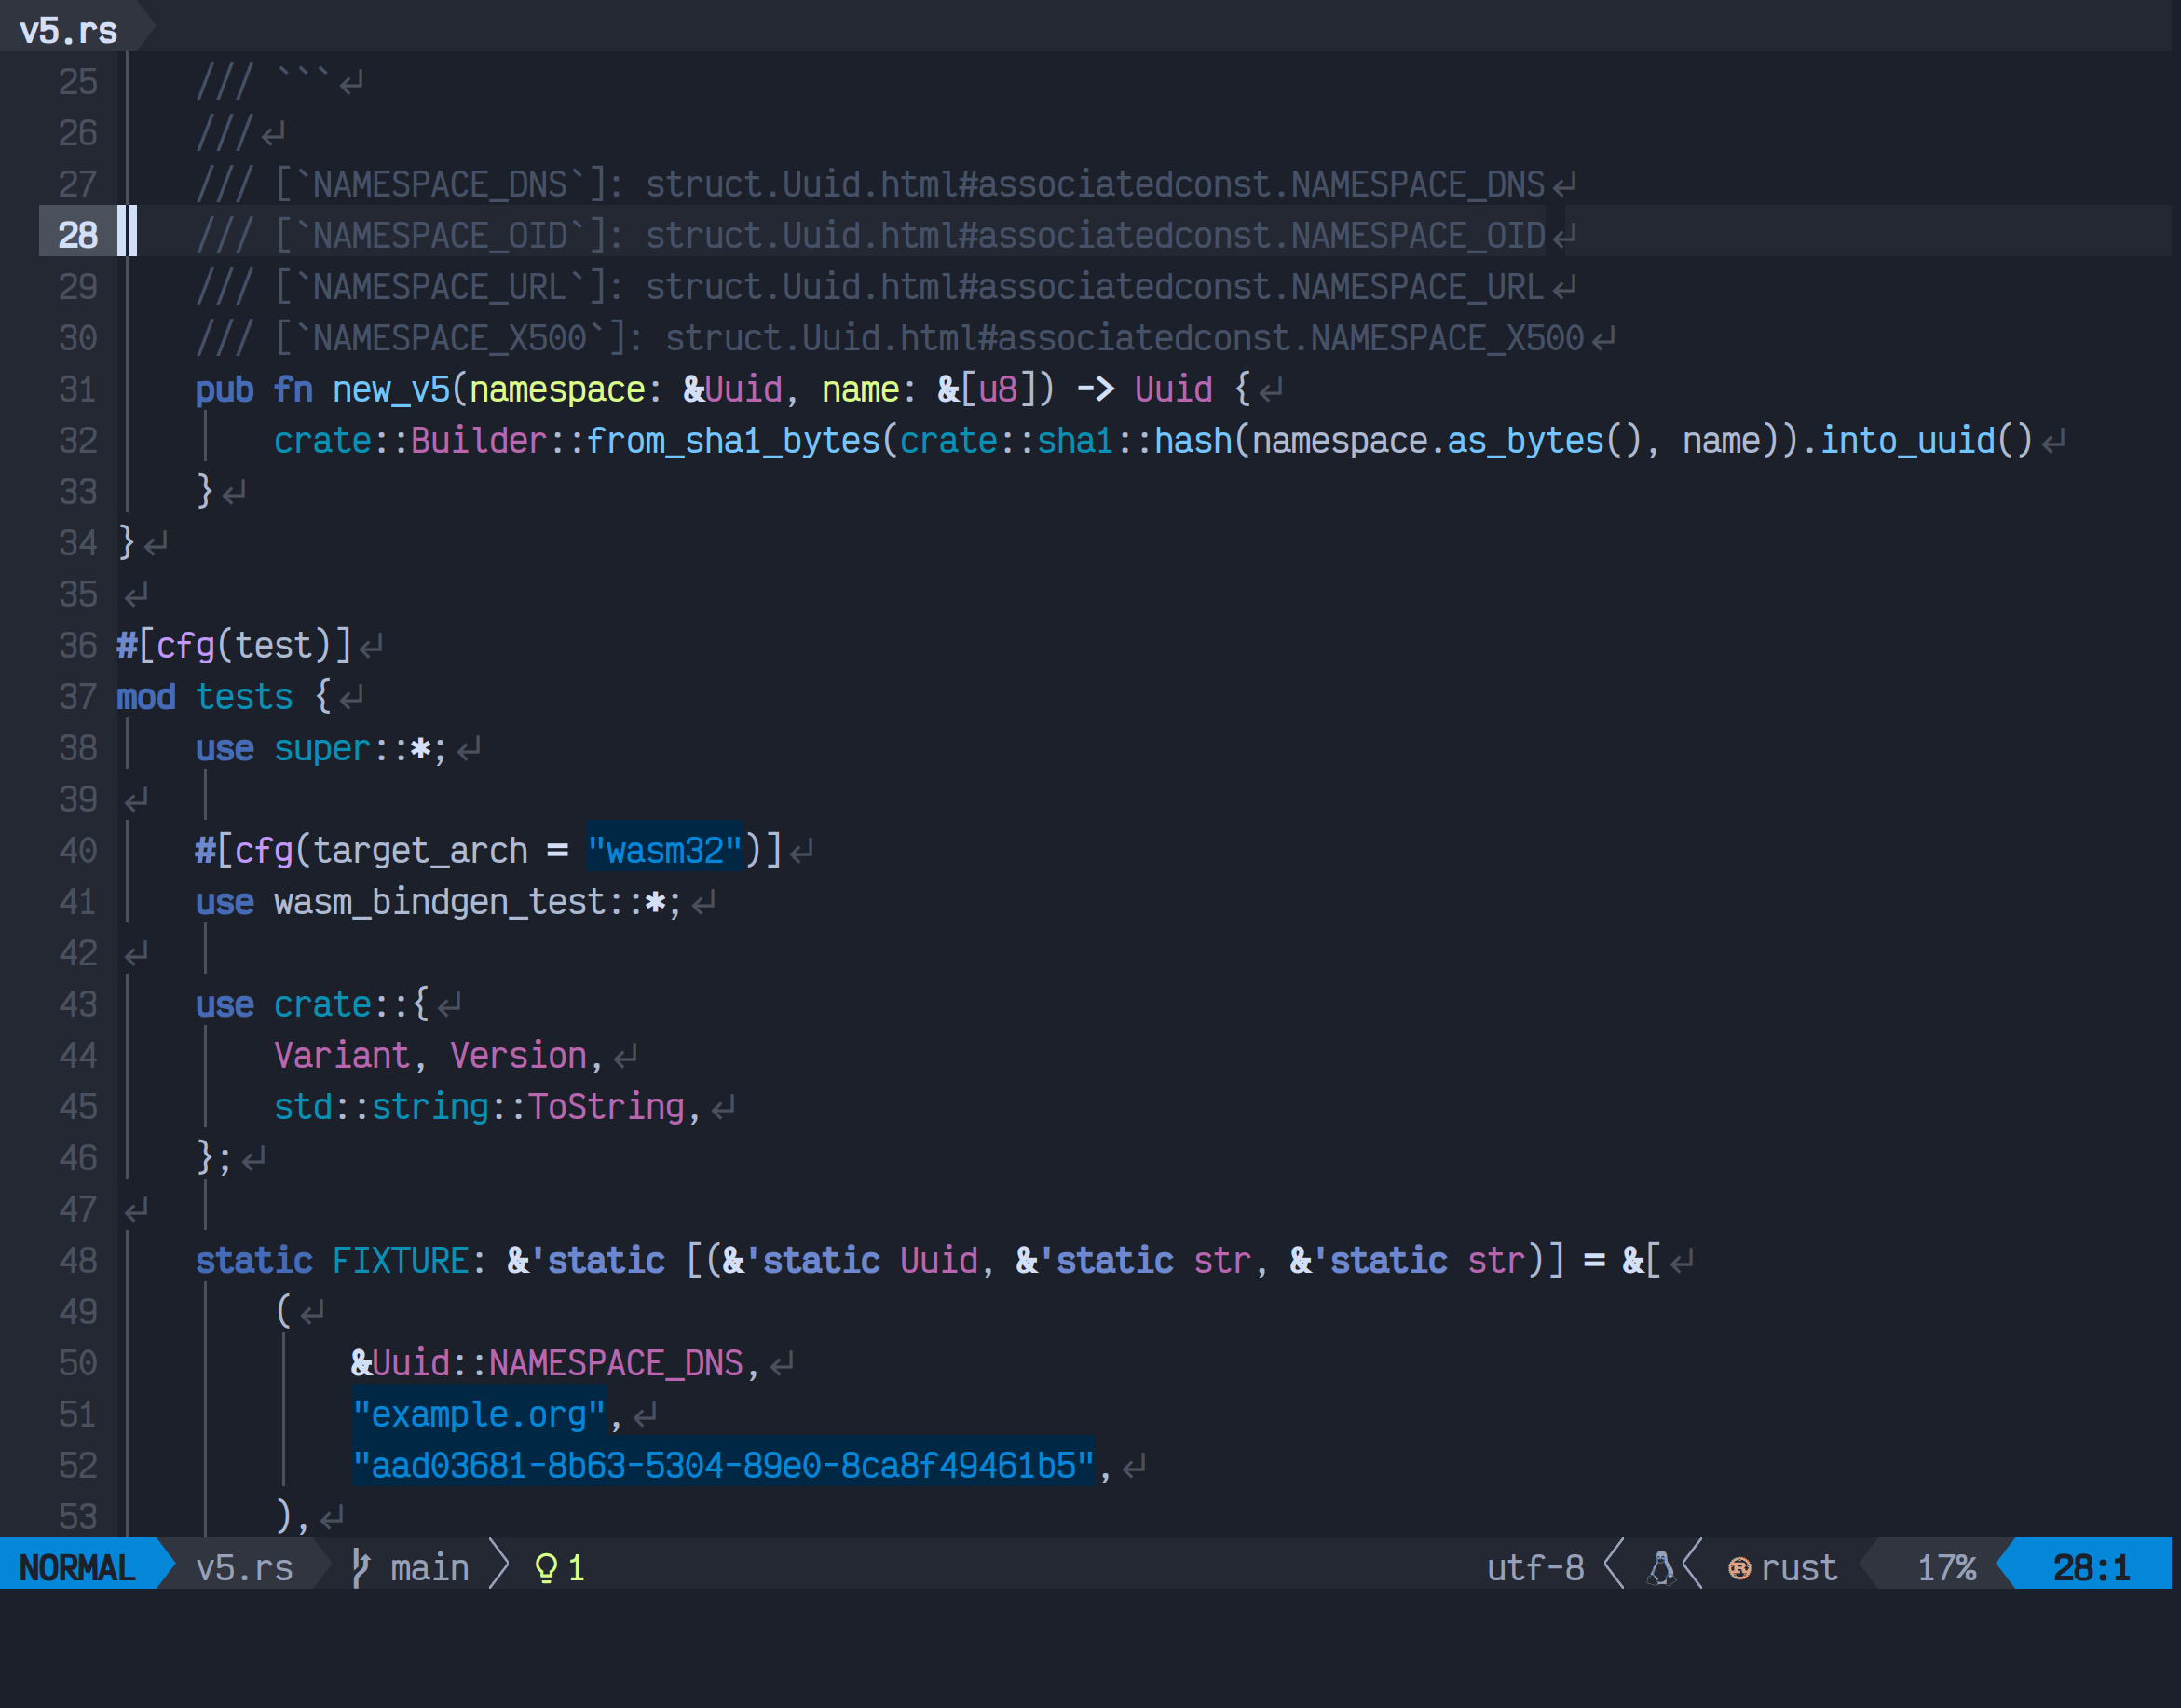 v5.rs
25 /// ```↵
26 ///↵
27 /// [`NAMESPACE_DNS`]: struct.Uuid.html#associatedconst.NAMESPACE_DNS↵
28 /// [`NAMESPACE_OID`]: struct.Uuid.html#associatedconst.NAMESPACE_OID↵
29 /// [`NAMESPACE_URL`]: struct.Uuid.html#associatedconst.NAMESPACE_URL↵
30 /// [`NAMESPACE_X500`]: struct.Uuid.html#associatedconst.NAMESPACE_X500↵
31 pub fn new_v5(namespace: &Uuid, name: &[u8]) -> Uuid {↵
32 crate::Builder::from_sha1_bytes(crate::sha1::hash(namespace.as_bytes(), name)).into_uuid()↵
33 }↵
34 }↵
35 ↵
36 #[cfg(test)]↵
37 mod tests {↵
38 use super::*;↵
39 ↵
40 #[cfg(target_arch = "wasm32")]↵
41 use wasm_bindgen_test::*;↵
42 ↵
43 use crate::{↵
44 Variant, Version,↵
45 std::string::ToString,↵
46 };↵
47 ↵
48 static FIXTURE: &'static [(&'static Uuid, &'static str, &'static str)] = &[↵
49 (↵
50 &Uuid::NAMESPACE_DNS,↵
51 "example.org",↵
52 "aad03681-8b63-5304-89e0-8ca8f49461b5",↵
53 ),↵
NORMAL v5.rs main 1 utf-8 rust 17% 28:1